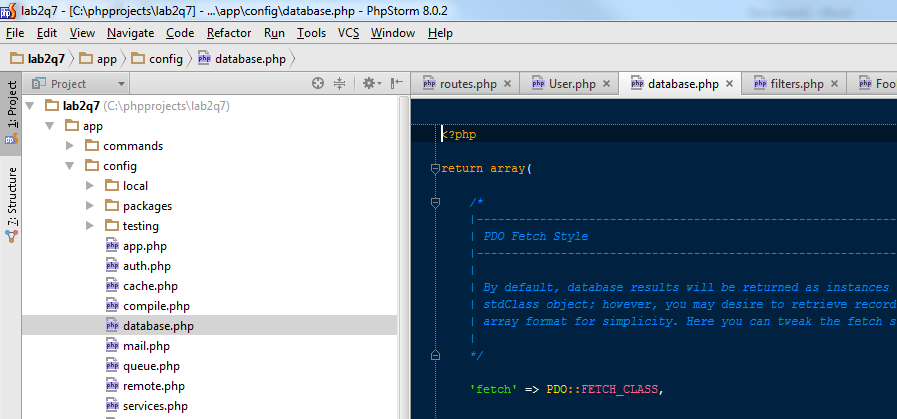 lab2q7 - [C:\phpprojects\lab2q7] - ...\app\config\database.php - PhpStorm 8.0.2
File Edit View Navigate Code Refactor Run Tools VCS Window Help
lab2q7 app config database.php
1: Project
7: Structure
Project
lab2q7 (C:\phpprojects\lab2q7)
app
commands
config
local
packages
testing
app.php
auth.php
cache.php
compile.php
database.php
mail.php
queue.php
remote.php
services.php
routes.php User.php database.php filters.php Foo
<?php
return array(
/*
|--------------------------------------------------------------------------
| PDO Fetch Style
|--------------------------------------------------------------------------
|
| By default, database results will be returned as instances
| stdClass object; however, you may desire to retrieve record
| array format for simplicity. Here you can tweak the fetch s
|
*/
'fetch' => PDO::FETCH_CLASS,